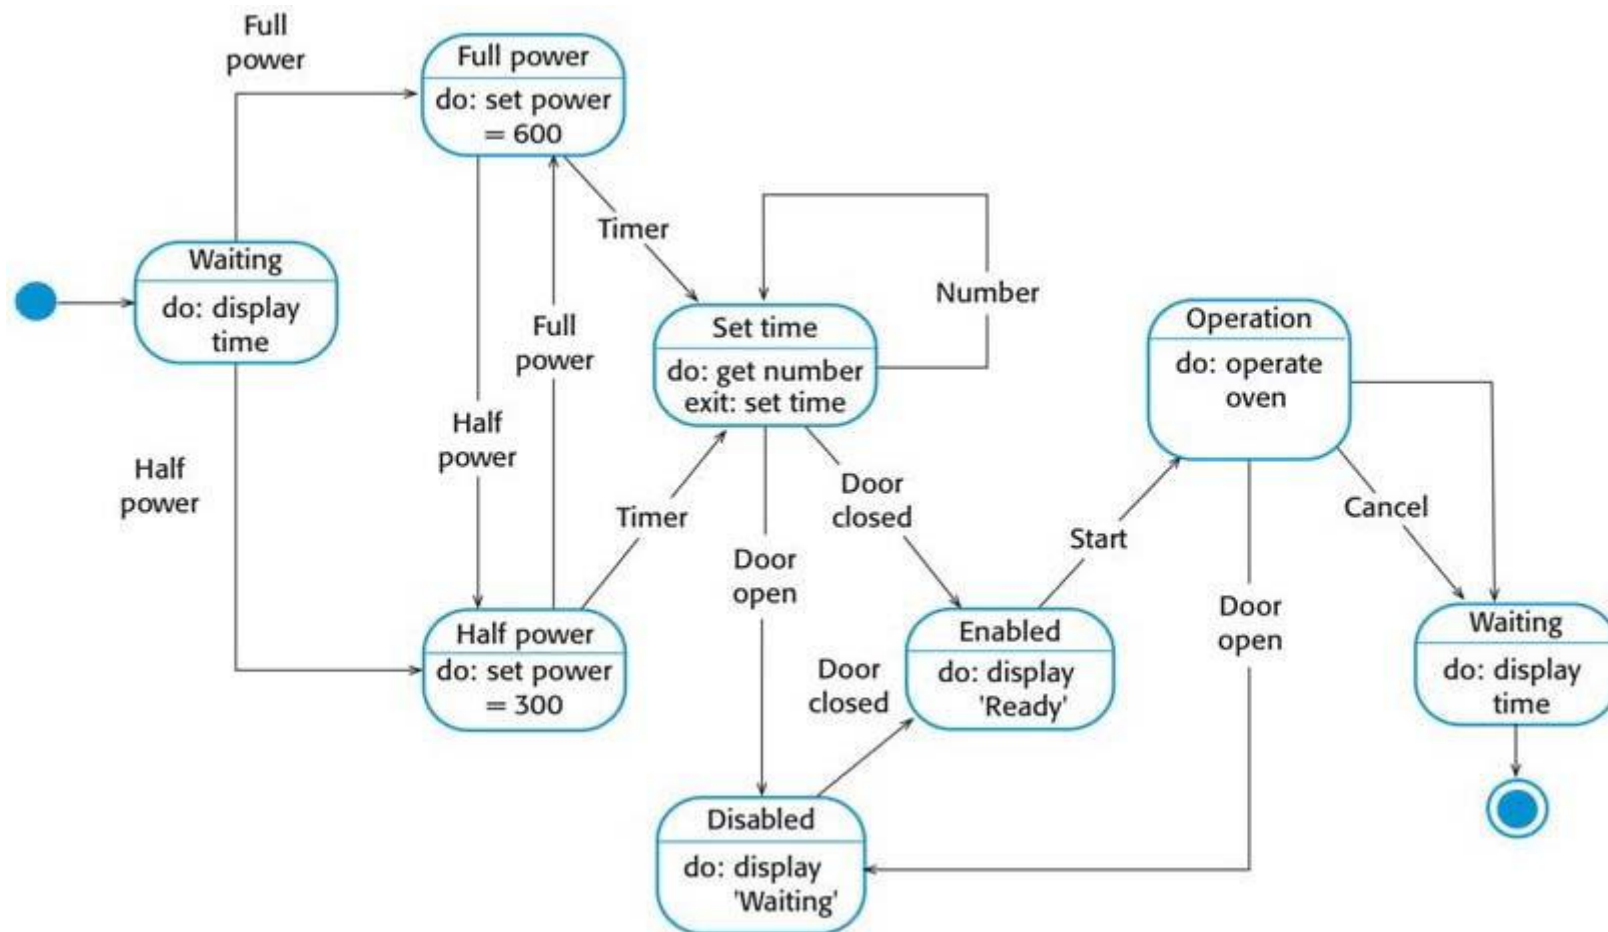 Full
power
Full power
do: set power
= 600
Timer
Waiting
do: display
time
Full
power
Number
Set time
do: get number
exit: set time
Operation
do: operate
oven
Half
power
Half
power
Timer
Door
closed
Door
open
Start
Cancel
Door
open
Half power
do: set power
= 300
Door
closed
Enabled
do: display
'Ready'
Waiting
do: display
time
Disabled
do: display
'Waiting'